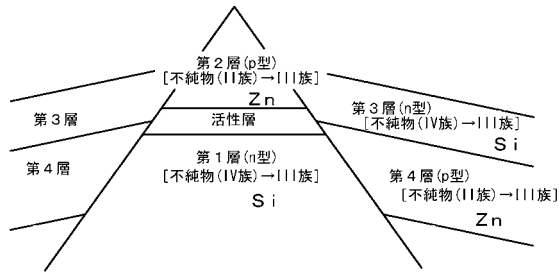 第2層(p型)
[不純物(II族)→III族]
Zn
活性層
第1層(n型)
[不純物(IV族)→III族]
Si
第3層
第4層
第3層(n型)
[不純物(IV族)→III族]
Si
第4層(p型)
[不純物(II族)→III族]
Zn